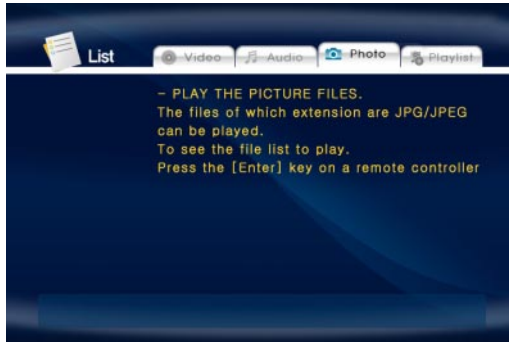 List
Video
Audio
Photo
Playlist
- PLAY THE PICTURE FILES.
The files of which extension are JPG/JPEG
can be played.
To see the file list to play.
Press the [Enter] key on a remote controller